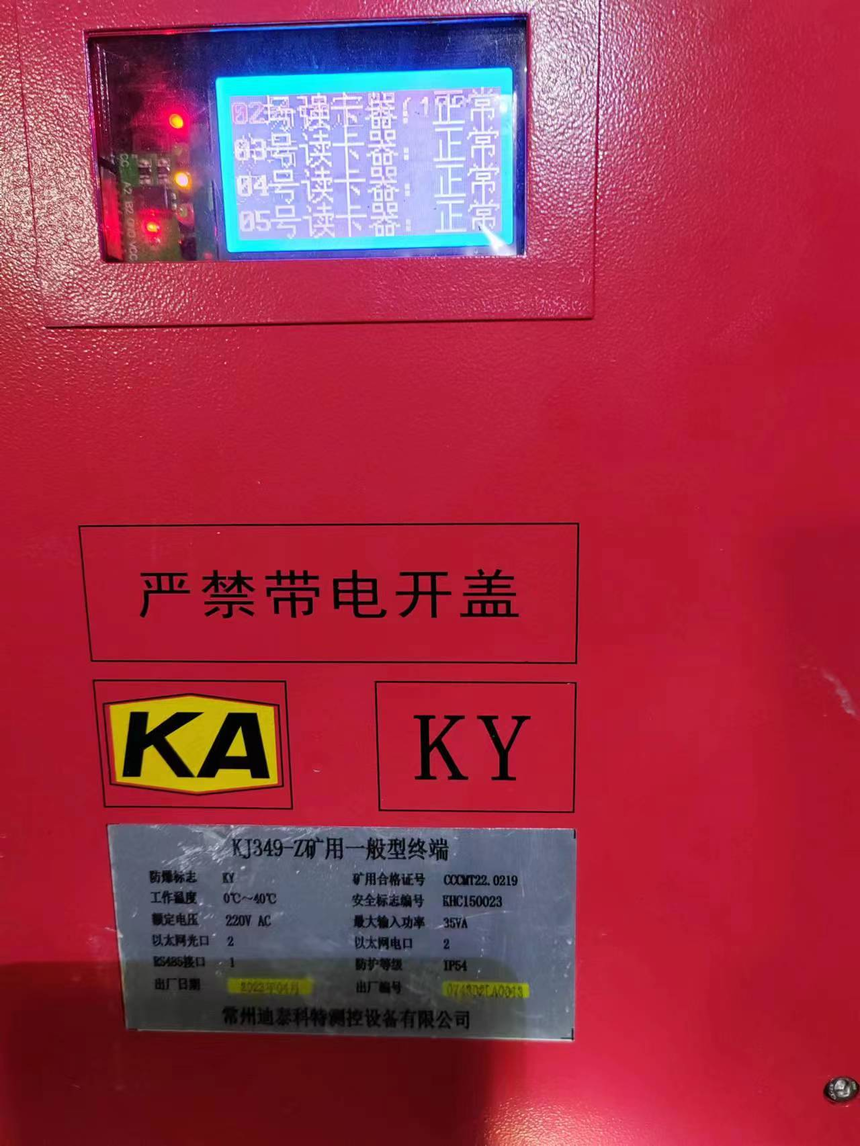 03号读卡器 正常
04号读卡器 正常
05号读卡器 正常
严禁带电开盖
KA
KY
KJ349-Z矿用一般型终端
防爆标志 KY 矿用合格证号 CCCMT22.0219
工作温度 0℃~40℃ 安全标志编号 KHC150023
额定电压 220V AC 最大输入功率 35VA
以太网光口 2 以太网电口 2
RS485接口 1 防护等级 IP54
出厂日期 出厂编号
常州迪泰科特测控设备有限公司